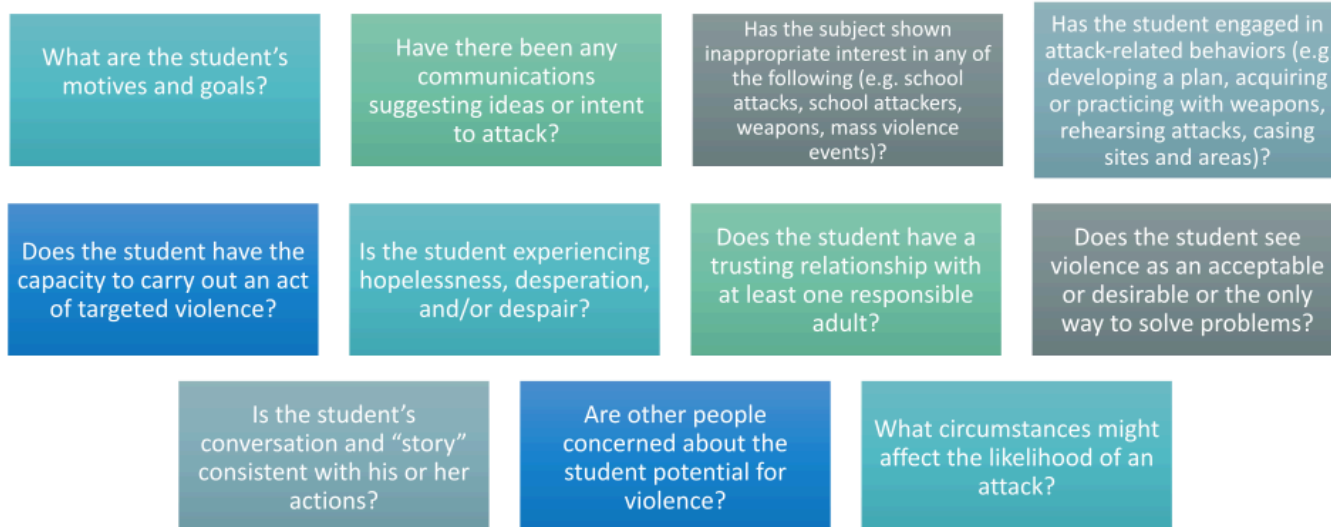 What are the student's
motives and goals?
Have there been any
communications
suggesting ideas or intent
to attack?
Has the subject shown
inappropriate interest in any
of the following (e.g. school
attacks, school attackers,
weapons, mass violence
events)?
Has the student engaged in
attack-related behaviors (e.g
developing a plan, acquiring
or practicing with weapons,
rehearsing attacks, casing
sites and areas)?
Does the student have the
capacity to carry out an act
of targeted violence?
Is the student experiencing
hopelessness, desperation,
and/or despair?
Does the student have a
trusting relationship with
at least one responsible
adult?
Does the student see
violence as an acceptable
or desirable or the only
way to solve problems?
Is the student's
conversation and “story”
consistent with his or her
actions?
Are other people
concerned about the
student potential for
violence?
What circumstances might
affect the likelihood of an
attack?